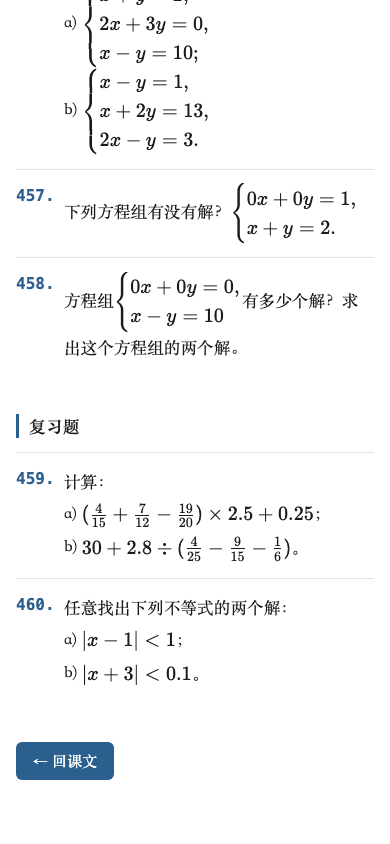 a) 2x + 3y = 0,
x − y = 10;
b) x − y = 1,
x + 2y = 13,
2x − y = 3.
457. 下列方程组有没有解? { 0x + 0y = 1,
x + y = 2.
458. 方程组 { 0x + 0y = 0,
x − y = 10 有多少个解? 求
出这个方程组的两个解。
复习题
459. 计算:
a) (4/15 + 7/12 − 19/20) × 2.5 + 0.25;
b) 30 + 2.8 ÷ (4/25 − 9/15 − 1/6)。
460. 任意找出下列不等式的两个解:
a) |x − 1| < 1;
b) |x + 3| < 0.1。
← 回课文